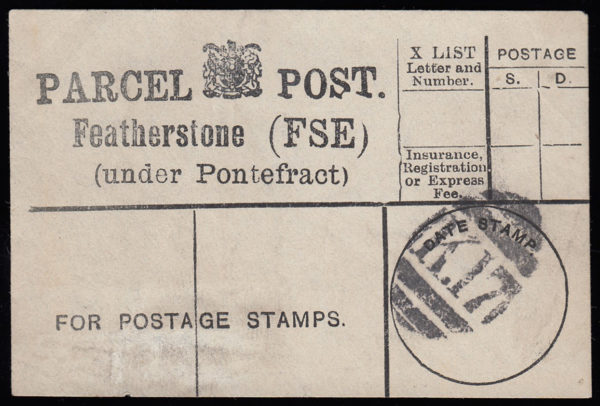 PARCEL POST.
Featherstone (FSE)
(under Pontefract)
X LIST
Letter and
Number.
Insurance,
Registration
or Express
Fee.
POSTAGE
S. D.
FOR POSTAGE STAMPS.
DATE STAMP
K.17